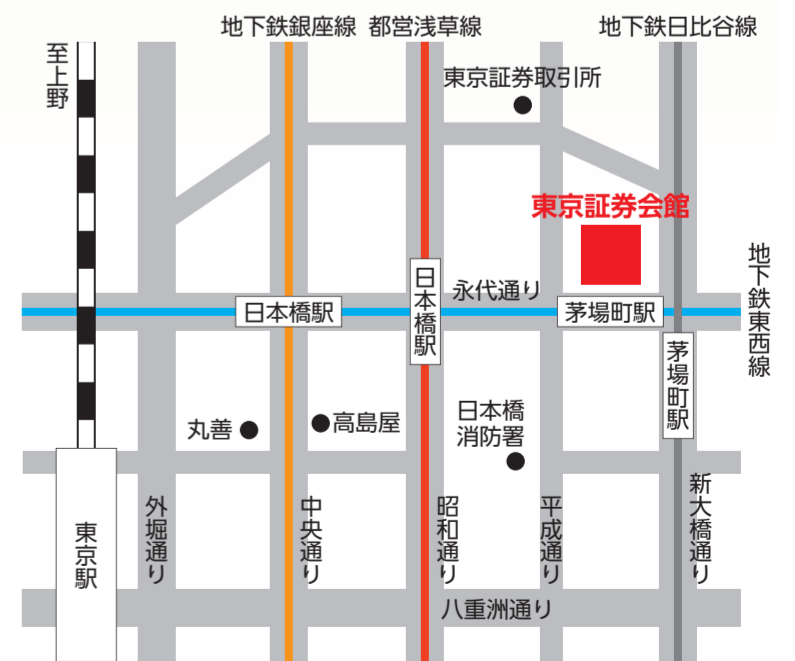 地下鉄銀座線
都営浅草線
地下鉄日比谷線
至上野
東京証券取引所
東京証券会館
地下鉄東西線
永代通り
日本橋駅
日本橋駅
茅場町駅
茅場町駅
丸善
高島屋
日本橋
消防署
東京駅
外堀通り
中央通り
昭和通り
平成通り
新大橋通り
八重洲通り